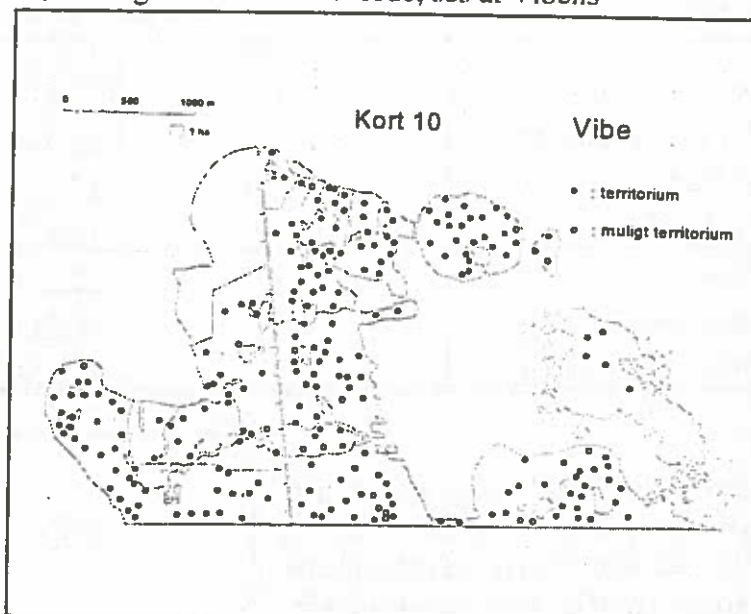 0 500 1000 m
1 ha
Kort 10
Vibe
: territorium
: muligt territorium